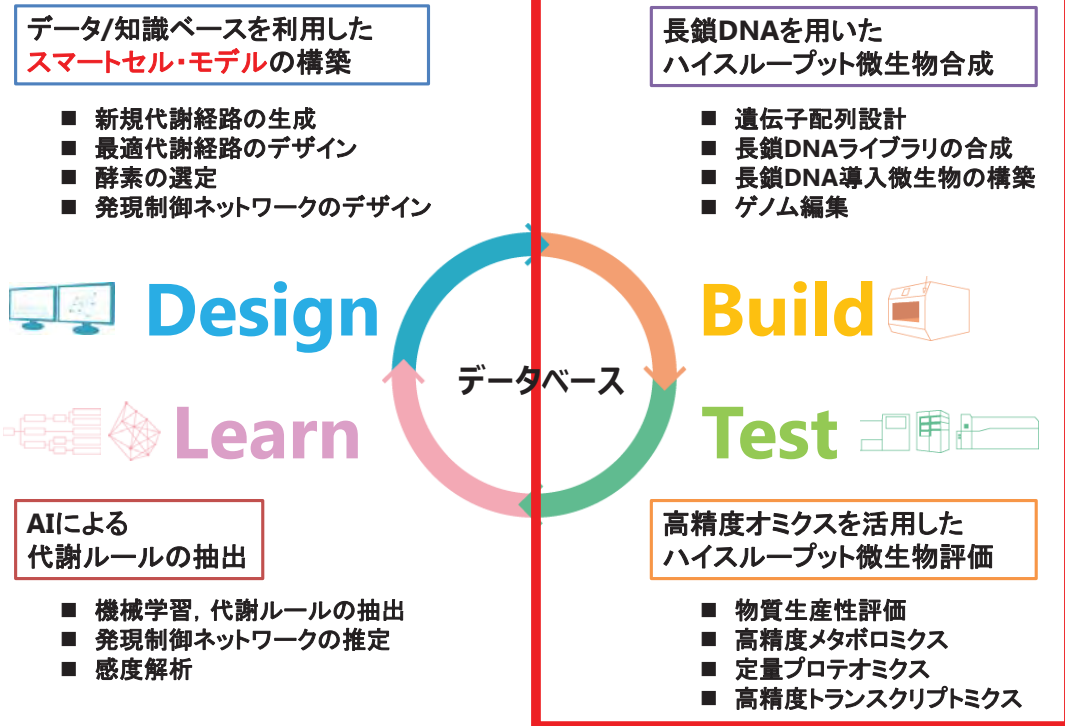 データ/知識ベースを利用した
スマートセル・モデルの構築
■ 新規代謝経路の生成
■ 最適代謝経路のデザイン
■ 酵素の選定
■ 発現制御ネットワークのデザイン
長鎖DNAを用いた
ハイスループット微生物合成
■ 遺伝子配列設計
■ 長鎖DNAライブラリの合成
■ 長鎖DNA導入微生物の構築
■ ゲノム編集
Design
Build
データベース
Learn
Test
AIによる
代謝ルールの抽出
■ 機械学習, 代謝ルールの抽出
■ 発現制御ネットワークの推定
■ 感度解析
高精度オミクスを活用した
ハイスループット微生物評価
■ 物質生産性評価
■ 高精度メタボロミクス
■ 定量プロテオミクス
■ 高精度トランスクリプトミクス